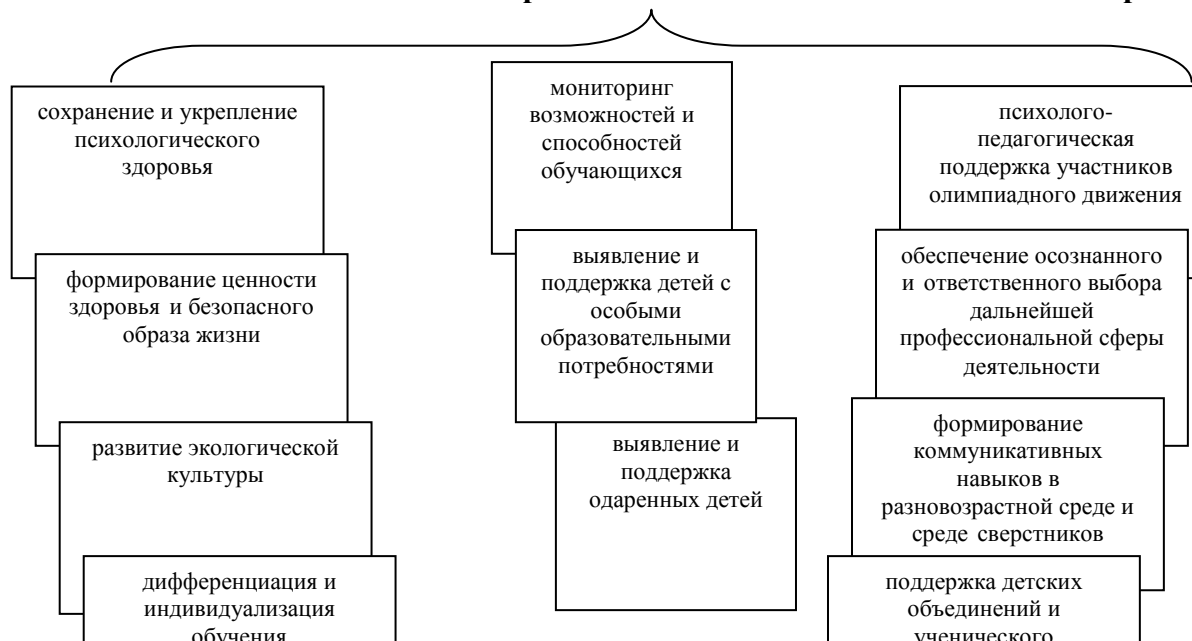 сохранение и укрепление
психологического
здоровья
формирование ценности
здоровья и безопасного
образа жизни
развитие экологической
культуры
дифференциация и
индивидуализация
обучения
мониторинг
возможностей и
способностей
обучающихся
выявление и
поддержка детей с
особыми
образовательными
потребностями
выявление и
поддержка
одаренных детей
психолого-
педагогическая
поддержка участников
олимпиадного движения
обеспечение осознанного
и ответственного выбора
дальнейшей
профессиональной сферы
деятельности
формирование
коммуникативных
навыков в
разновозрастной среде и
среде сверстников
поддержка детских
объединений и
ученического